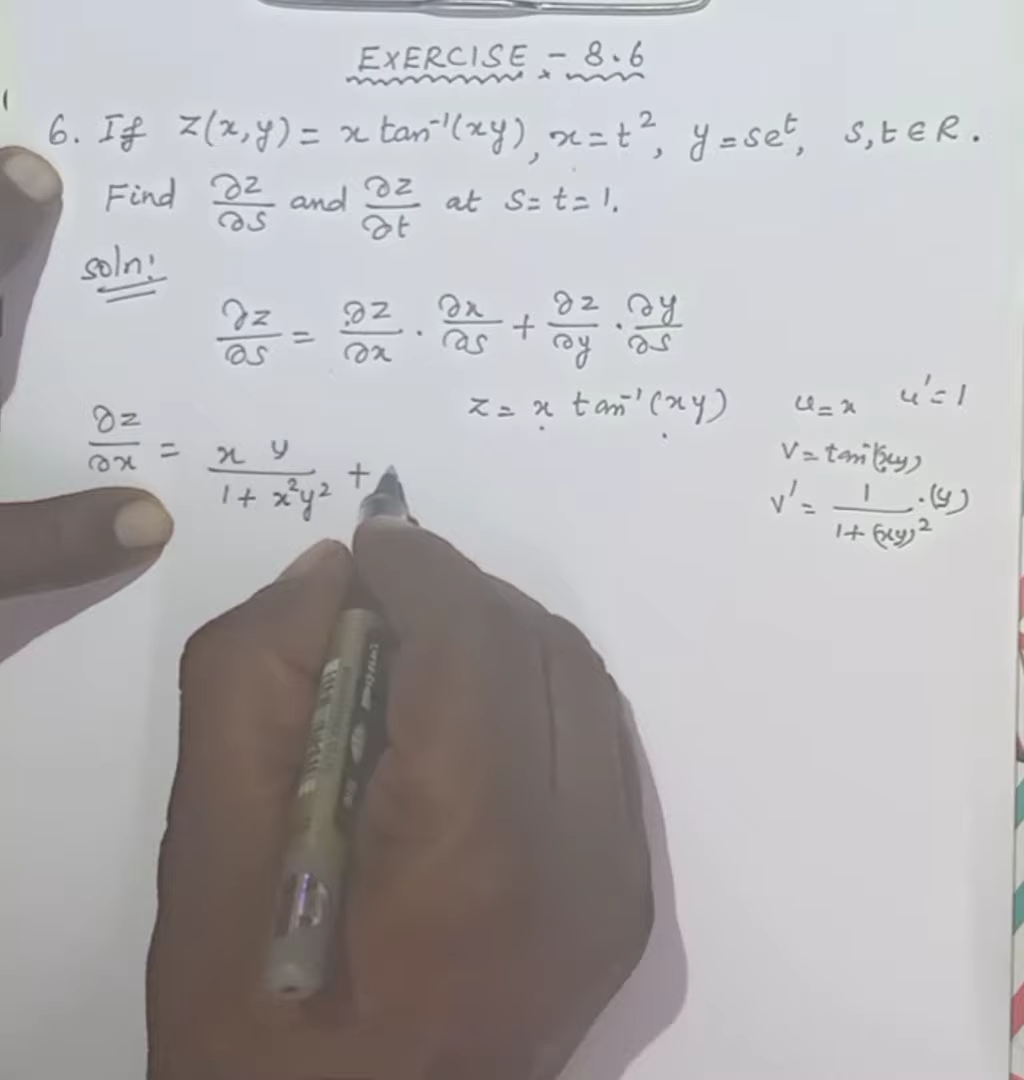 EXERCISE - 8.6
6. If z(x,y) = x tan⁻¹(xy), x = t², y = seᵗ, s,t ∈ R.
Find ∂z/∂s and ∂z/∂t at s = t = 1.
soln:
∂z/∂s = ∂z/∂x · ∂x/∂s + ∂z/∂y · ∂y/∂s
z = x tan⁻¹(xy) u = x u' = 1
∂z/∂x = x y / 1 + x²y² + v = tan⁻¹(xy)
v' = 1 / 1 + (xy)² · (y)